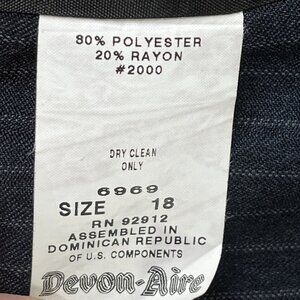 80% POLYESTER
20% RAYON
#2000
DRY CLEAN
ONLY
6969
SIZE 18
RN 92912
ASSEMBLED IN
DOMINICAN REPUBLIC
OF U.S. COMPONENTS
Devon-Aire